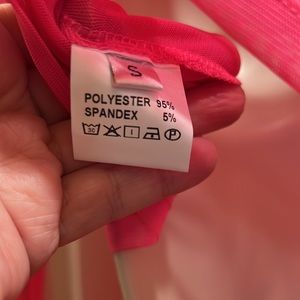 S
POLYESTER 95%
SPANDEX 5%